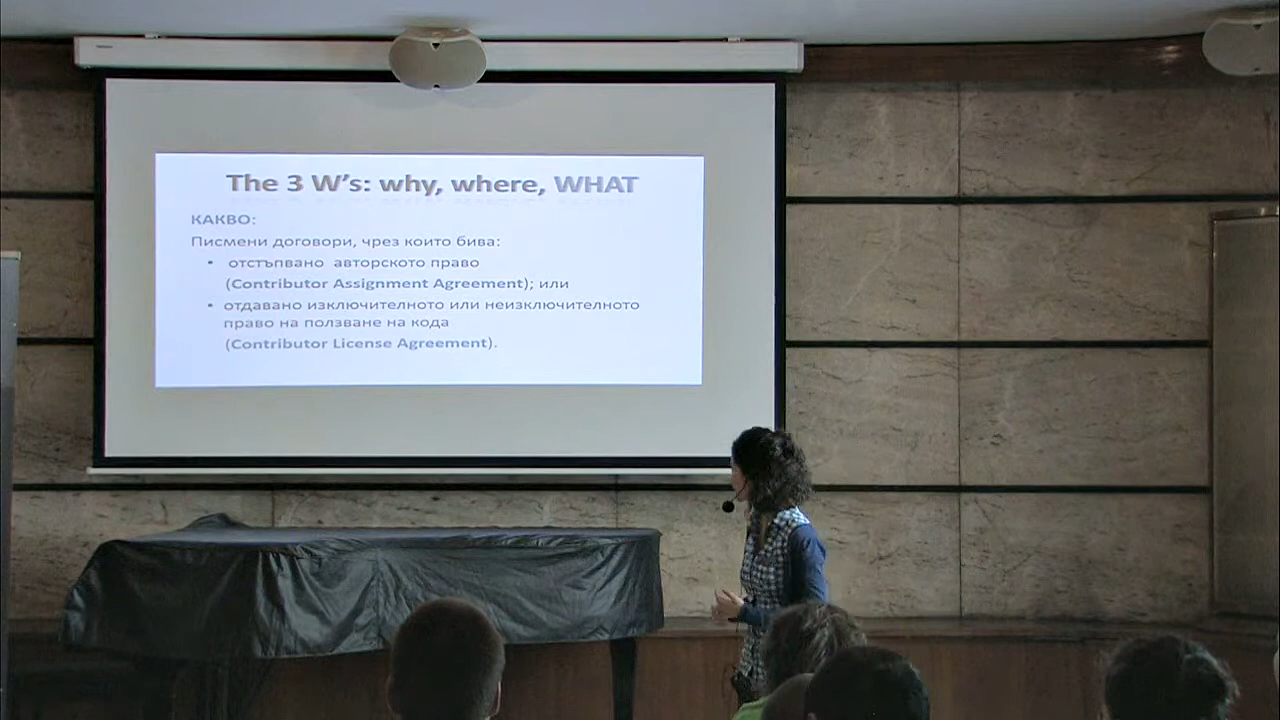 The 3 W's: why, where, WHAT
КАКВО:
Писмени договори, чрез които бива:
• отстъпвано авторското право
(Contributor Assignment Agreement); или
• отдавано изключителното или неизключителното
право на ползване на кода
(Contributor License Agreement).